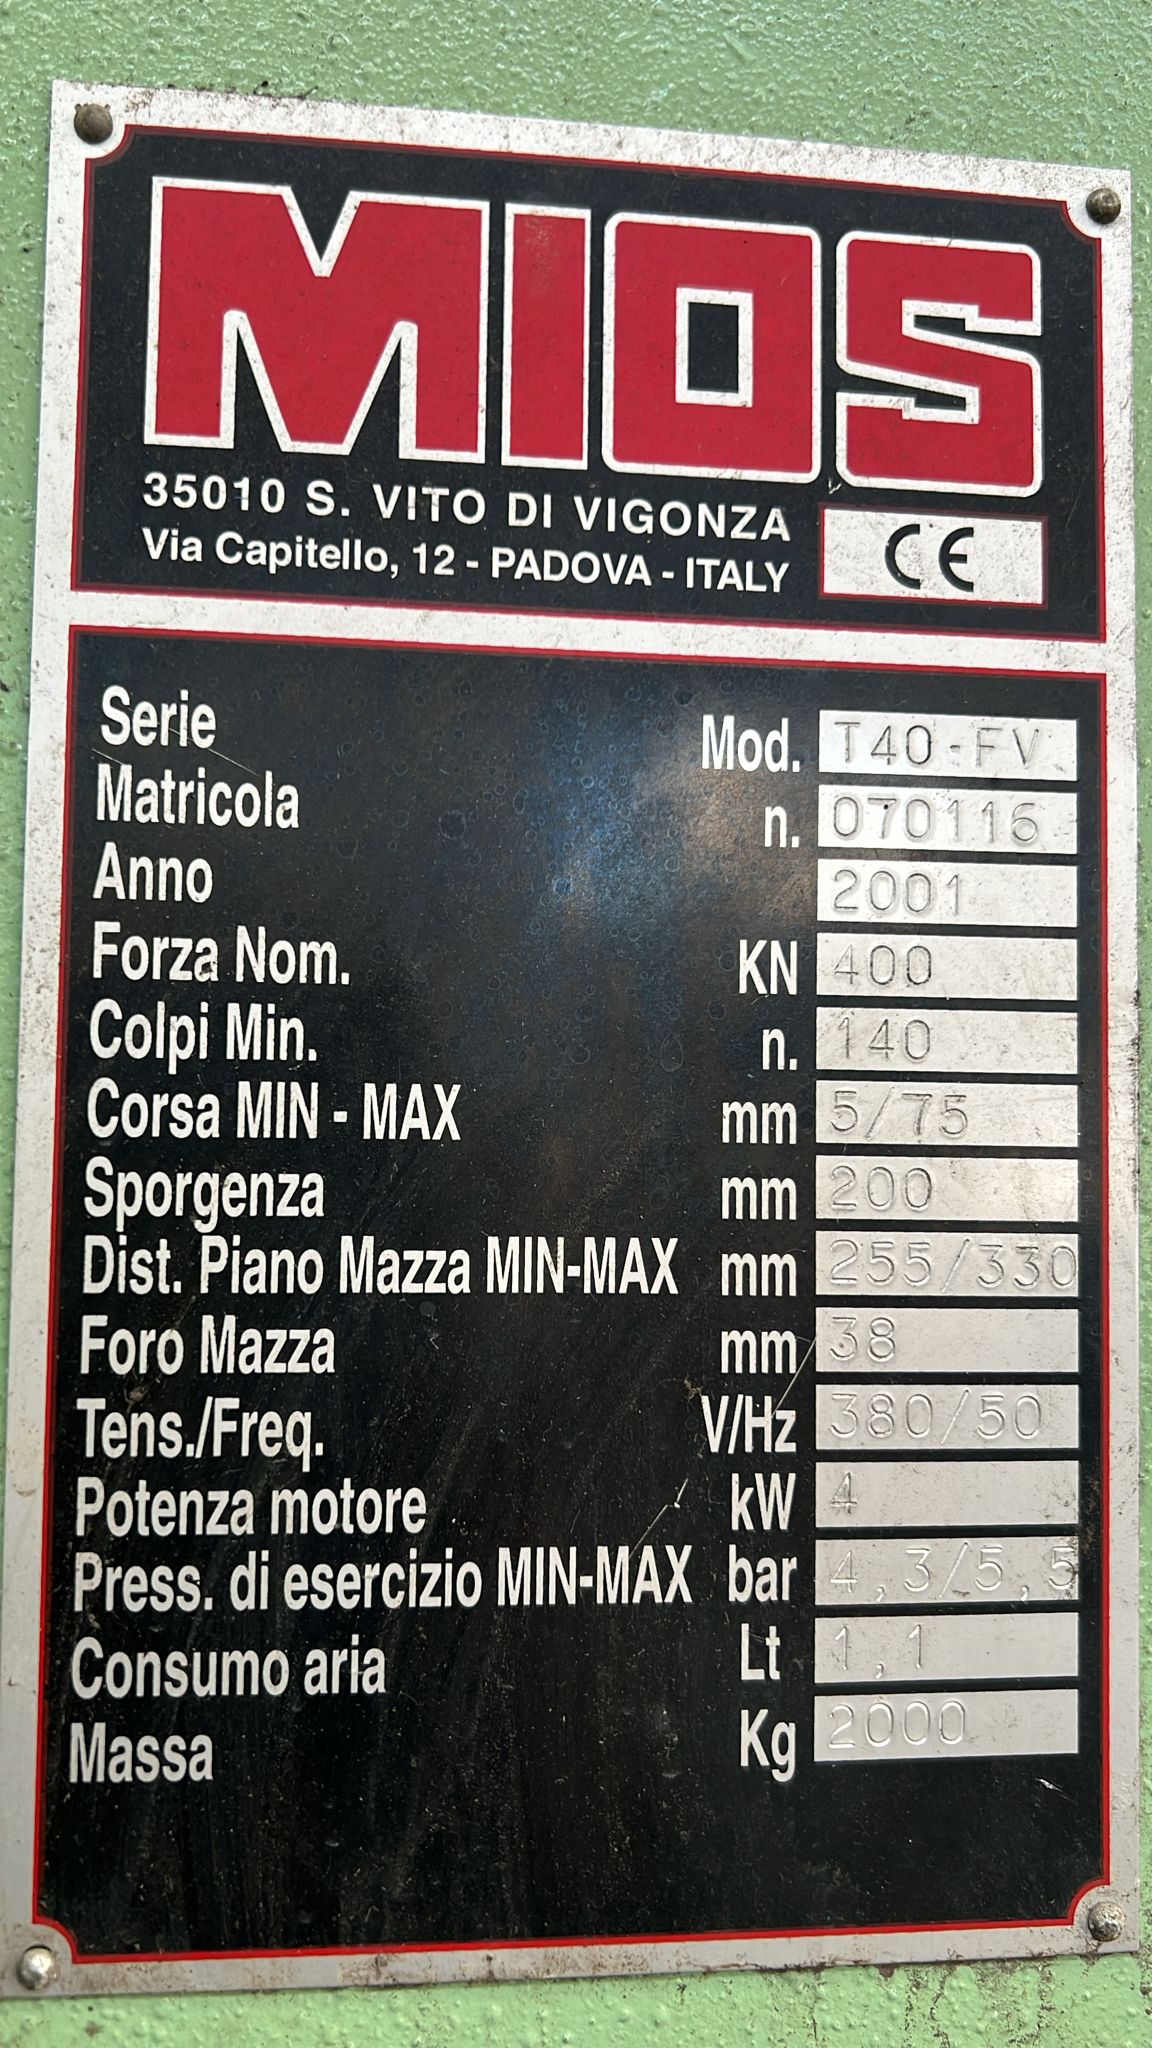 MIOS
35010 S. VITO DI VIGONZA
Via Capitello, 12 - PADOVA - ITALY
CE
Serie Mod. T40-FV
Matricola n. 070116
Anno 2001
Forza Nom. KN 400
Colpi Min. n. 140
Corsa MIN - MAX mm 5/75
Sporgenza mm 200
Dist. Piano Mazza MIN-MAX mm 255/330
Foro Mazza mm 38
Tens./Freq. V/Hz 380/50
Potenza motore kW 4
Press. di esercizio MIN-MAX bar 4,3/5,5
Consumo aria Lt 1,1
Massa Kg 2000